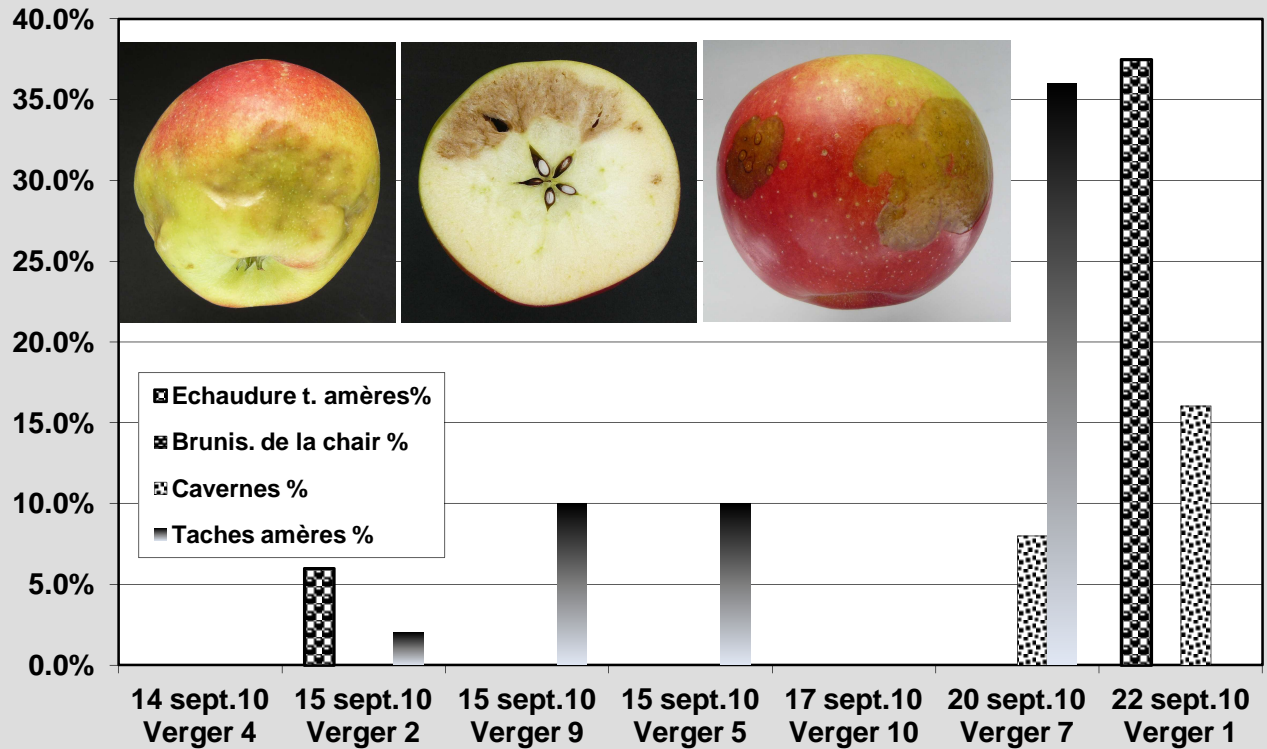 40.0%
35.0%
30.0%
25.0%
20.0%
15.0%
10.0%
5.0%
0.0%
Echaudure t. amères%
Brunis. de la chair %
Cavernes %
Taches amères %
14 sept.10 15 sept.10 15 sept.10 15 sept.10 17 sept.10 20 sept.10 22 sept.10
Verger 4 Verger 2 Verger 9 Verger 5 Verger 10 Verger 7 Verger 1